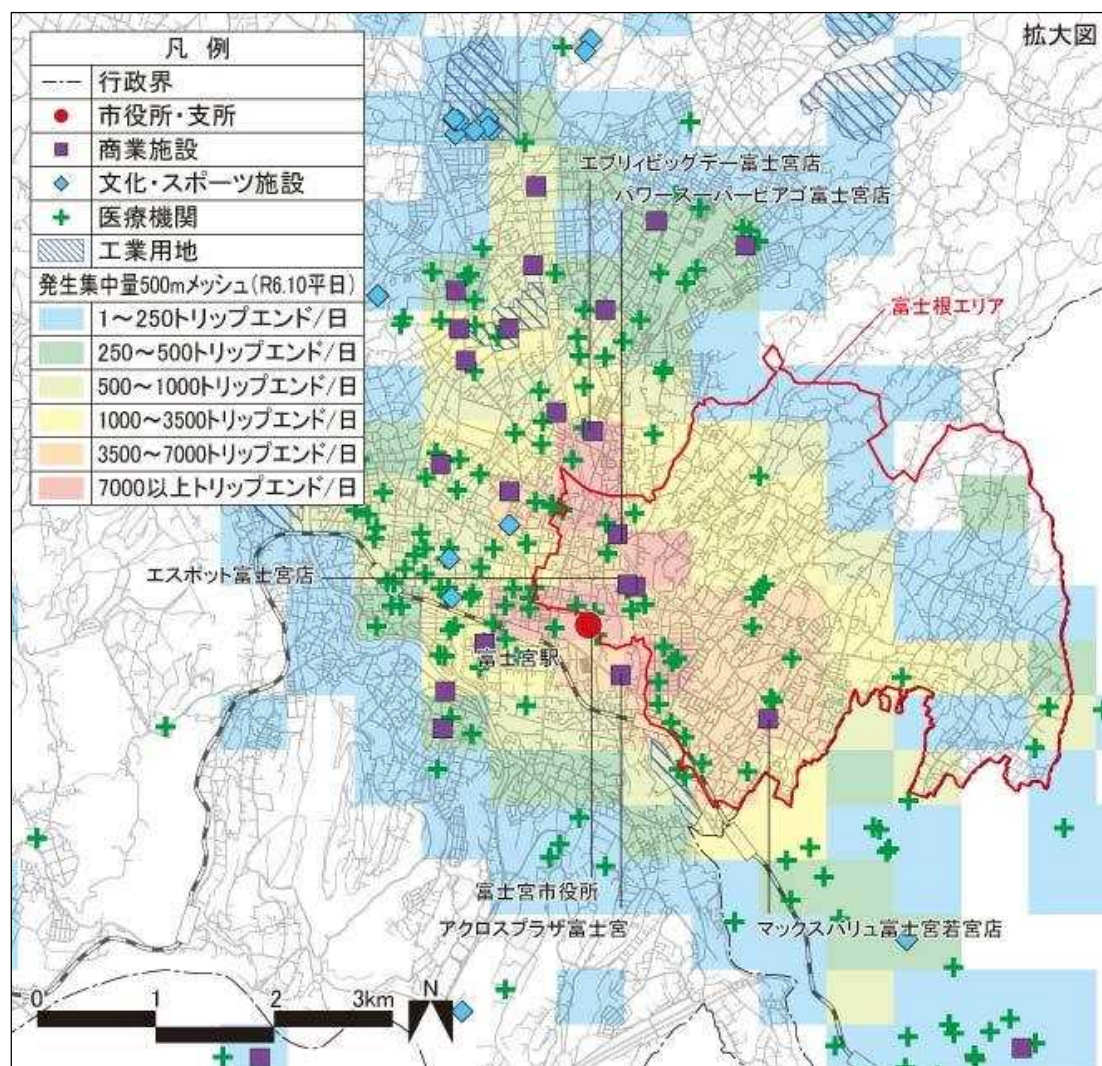 拡大図
凡 例
行政界
市役所・支所
商業施設
文化・スポーツ施設
医療機関
工業用地
発生集中量500mメッシュ(R6.10平日)
1～250トリップエンド/日
250～500トリップエンド/日
500～1000トリップエンド/日
1000～3500トリップエンド/日
3500～7000トリップエンド/日
7000以上トリップエンド/日
エブリィビッグデー富士宮店
パワースーパーピアゴ富士宮店
富士根エリア
エスポット富士宮店
富士宮駅
富士宮市役所
アクロスプラザ富士宮
マックスバリュ富士宮若宮店
0 1 2 3km
N